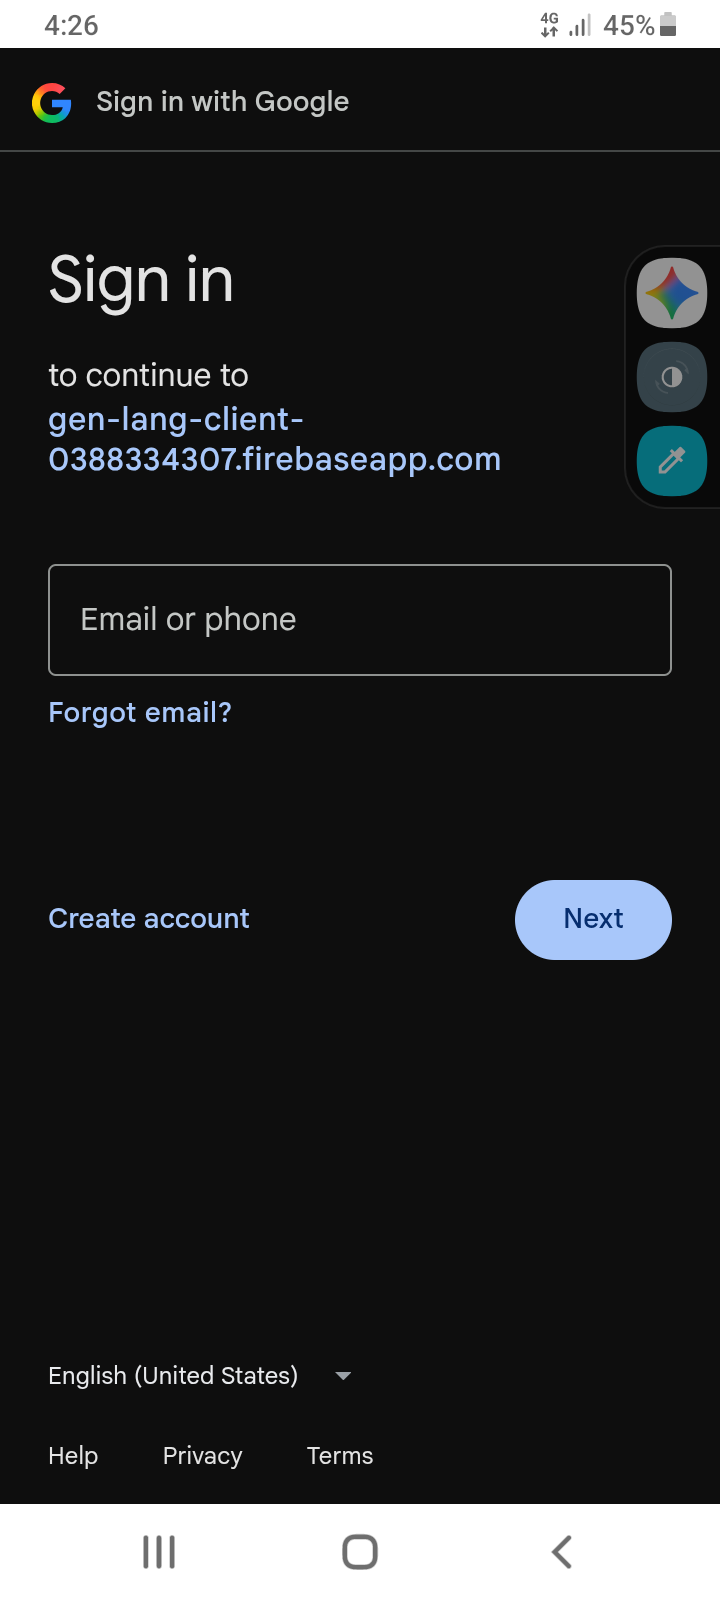 4:26
4G
45%
Sign in with Google
Sign in
to continue to
gen-lang-client-
0388334307.firebaseapp.com
Email or phone
Forgot email?
Create account
Next
English (United States)
Help
Privacy
Terms